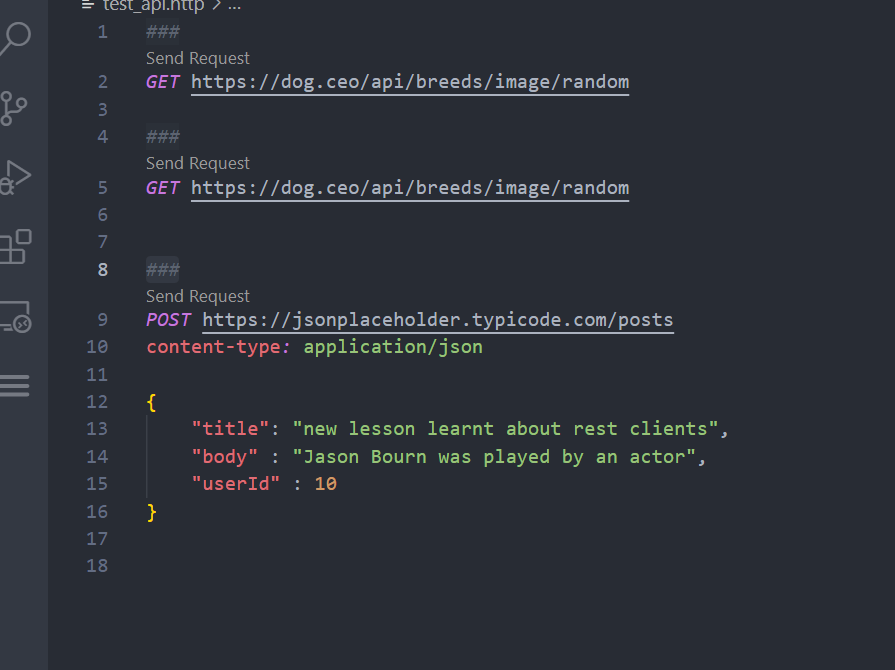 test_api.http > ...
1 ###
Send Request
2 GET https://dog.ceo/api/breeds/image/random
3
4 ###
Send Request
5 GET https://dog.ceo/api/breeds/image/random
6
7
8 ###
Send Request
9 POST https://jsonplaceholder.typicode.com/posts
10 content-type: application/json
11
12 {
13     "title": "new lesson learnt about rest clients",
14     "body" : "Jason Bourn was played by an actor",
15     "userId" : 10
16 }
17
18